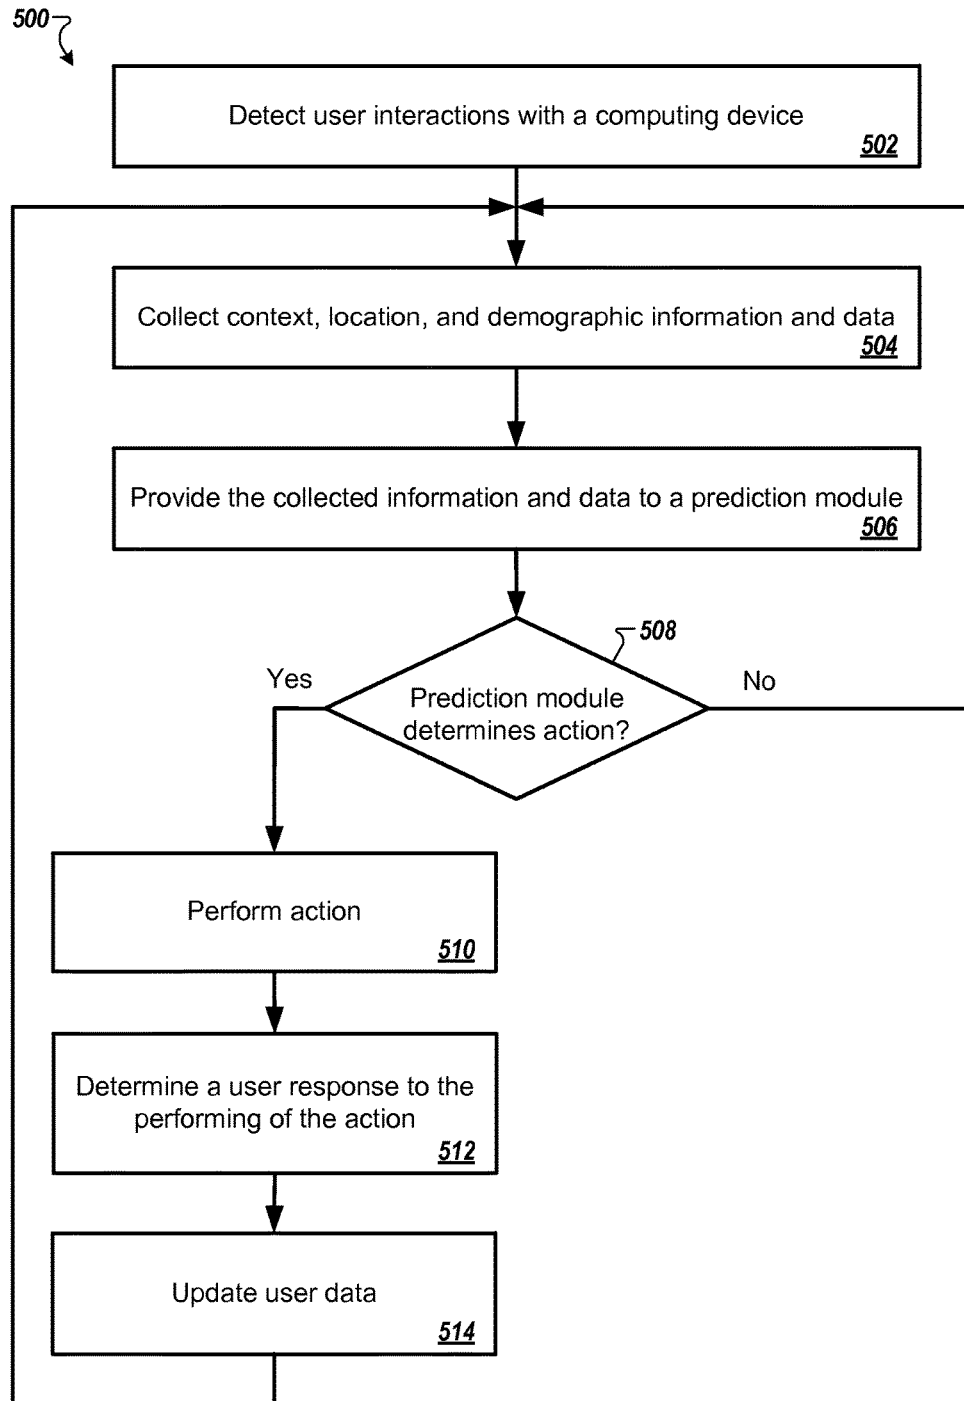 500
Detect user interactions with a computing device
502
Collect context, location, and demographic information and data
504
Provide the collected information and data to a prediction module
506
508
Yes
No
Prediction module
determines action?
Perform action
510
Determine a user response to the
performing of the action
512
Update user data
514